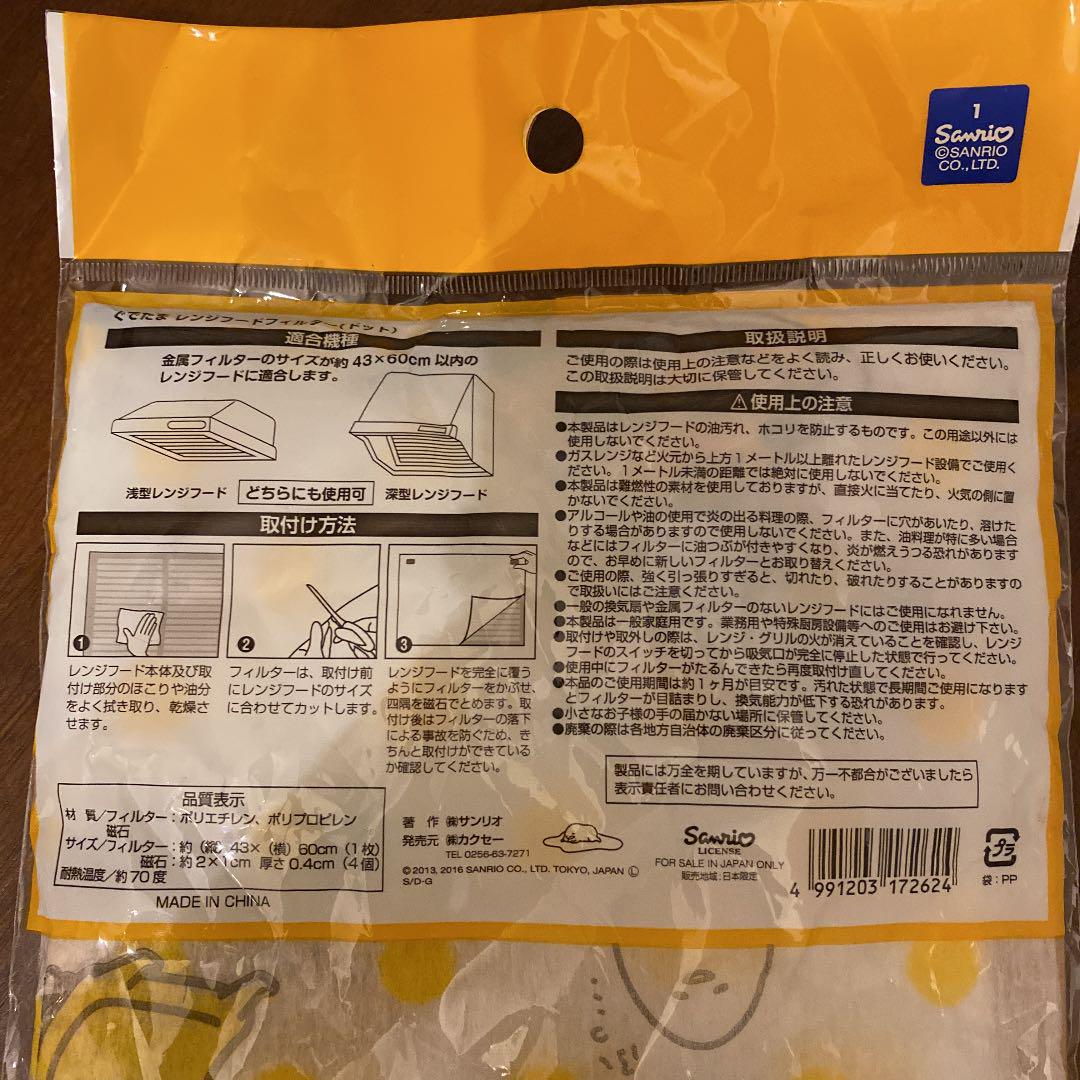 1
Sanrio
©SANRIO
CO.,LTD.
ぐでたま レンジフードフィルター(ドット)
適合機種
金属フィルターのサイズが約43×60cm以内の
レンジフードに適合します。
浅型レンジフード
どちらにも使用可
深型レンジフード
取付け方法
1
レンジフード本体及び取
付け部分のほこりや油分
をよく拭き取り、乾燥さ
せます。
2
フィルターは、取付け前
にレンジフードのサイズ
に合わせてカットします。
3
レンジフードを完全に覆う
ようにフィルターをかぶせ、
四隅を磁石でとめます。取
付け後はフィルターの落下
による事故を防ぐため、き
ちんと取付けができている
か確認してください。
品質表示
材 質/フィルター:ポリエチレン、ポリプロピレン
磁石
サイズ/フィルター:約(縦)43×(横)60cm(1枚)
磁石:約2×1cm 厚さ0.4cm(4個)
耐熱温度/約70度
MADE IN CHINA
取扱説明
ご使用の際は使用上の注意などをよく読み、正しくお使いください。
この取扱説明は大切に保管してください。
⚠使用上の注意
●本製品はレンジフードの油汚れ、ホコリを防止するものです。この用途以外には
使用しないでください。
●ガスレンジなど火元から上方1メートル以上離れたレンジフード設備でご使用く
ださい。1メートル未満の距離では絶対に使用しないでください。
●本製品は難燃性の素材を使用しておりますが、直接火に当てたり、火気の側に置
かないでください。
●アルコールや油の使用で炎の出る料理の際、フィルターに穴があいたり、溶けた
りする場合がありますので使用しないでください。また、油料理が特に多い場合
などにはフィルターに油つぶが付きやすくなり、炎が燃えうつる恐れがあります
ので、お早めに新しいフィルターとお取り替えください。
●ご使用の際、強く引っ張りすぎると、切れたり、破れたりすることがありますの
で取扱いにはご注意ください。
●一般の換気扇や金属フィルターのないレンジフードにはご使用になれません。
●本製品は一般家庭用です。業務用や特殊厨房設備等へのご使用はお避け下さい。
●取付けや取外しの際は、レンジ・グリルの火が消えていることを確認し、レンジ
フードのスイッチを切ってから吸気口が完全に停止した状態で行ってください。
●使用中にフィルターがたるんできたら再度取付け直してください。
●本品のご使用期間は約1ヶ月が目安です。汚れた状態で長期間ご使用になります
とフィルターが目詰まりし、換気能力が低下する恐れがあります。
●小さなお子様の手の届かない場所に保管してください。
●廃棄の際は各地方自治体の廃棄区分に従ってください。
製品には万全を期していますが、万一不都合がございましたら
表示責任者にお問い合わせください。
著 作 ㈱サンリオ
発売元 ㈱カクセー
TEL 0256-63-7271
©2013, 2016 SANRIO CO., LTD. TOKYO, JAPAN Ⓛ
S/D-G
Sanrio
LICENSE
FOR SALE IN JAPAN ONLY
販売地域:日本限定
4 991203 172624
プラ
袋:PP